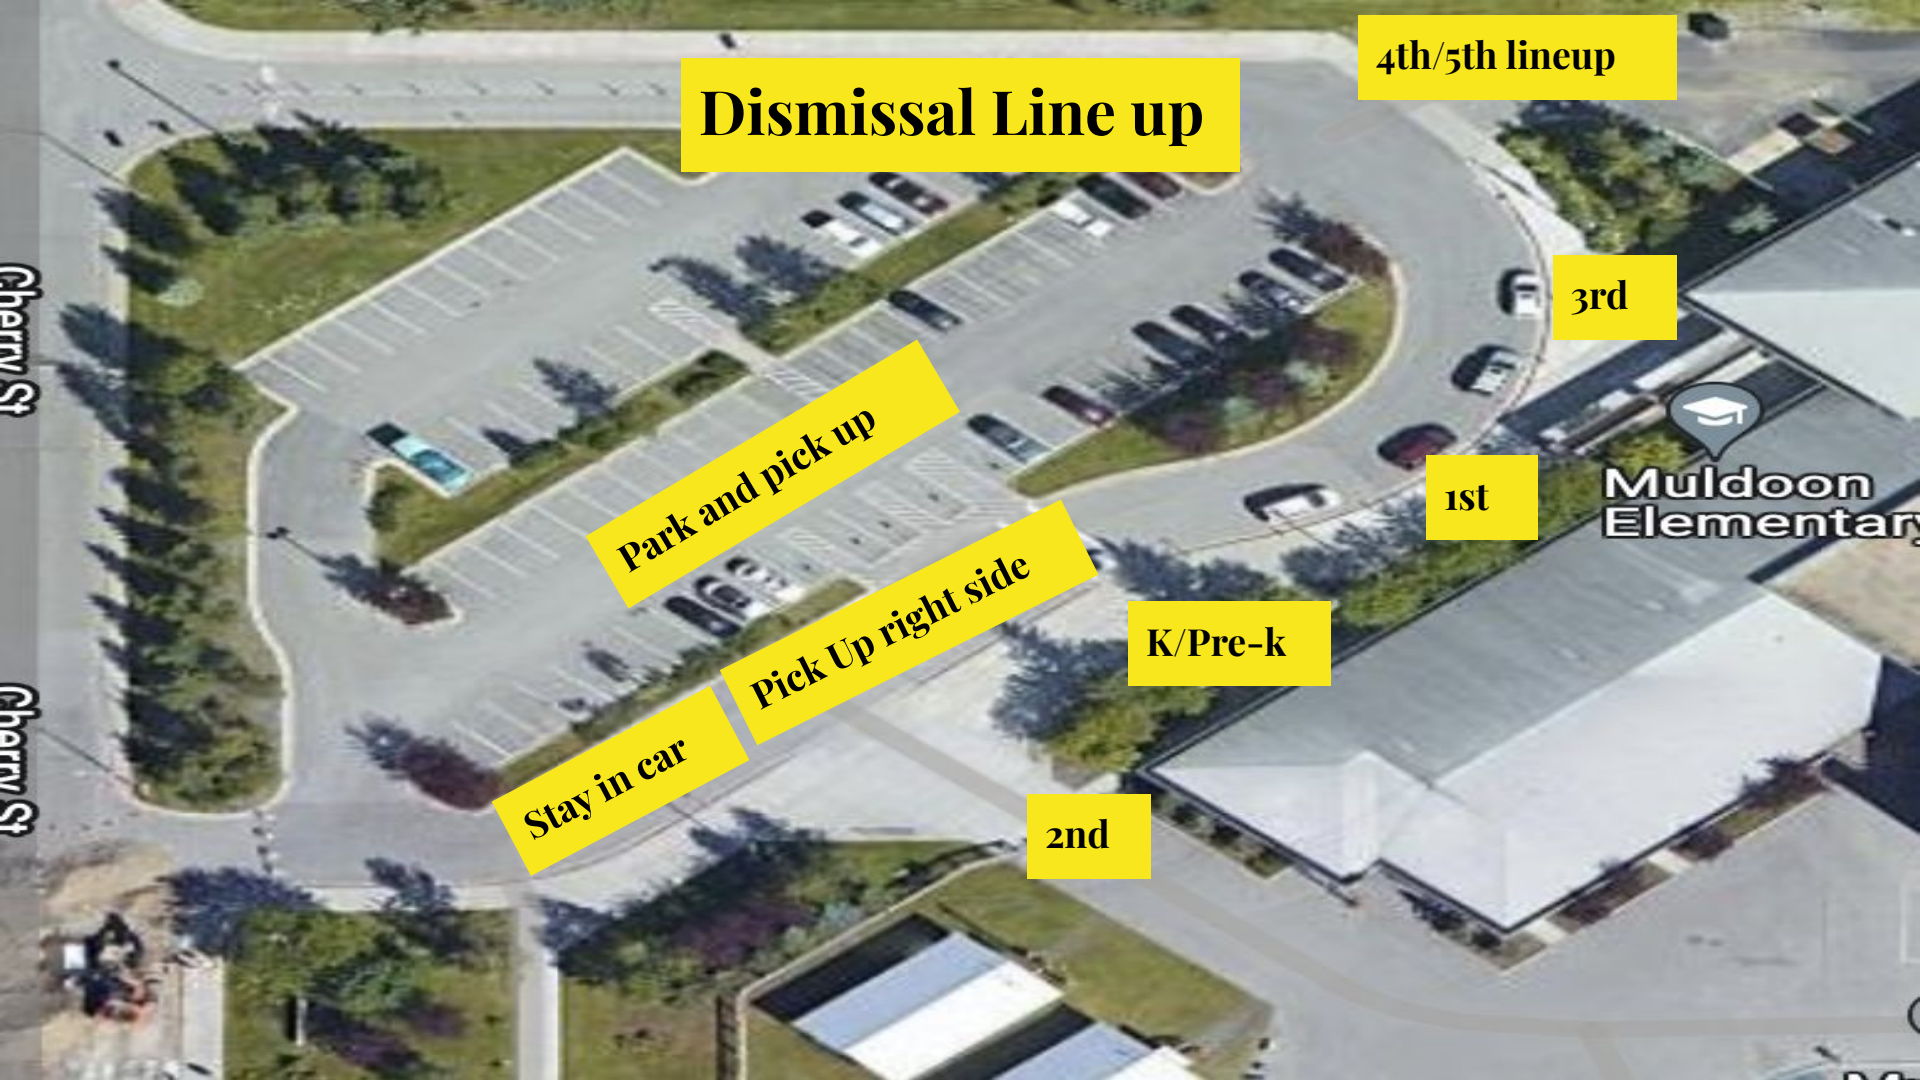 4th/5th lineup
Dismissal Line up
3rd
Cherry St
Park and pick up
1st
Muldoon
Elementary
Pick Up right side
K/Pre-k
Stay in car
Cherry St
2nd